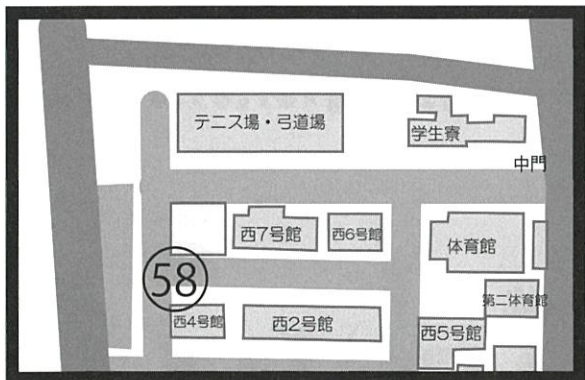 テニス場・弓道場
学生寮
中門
西7号館
西6号館
体育館
58
第二体育館
西4号館
西2号館
西5号館